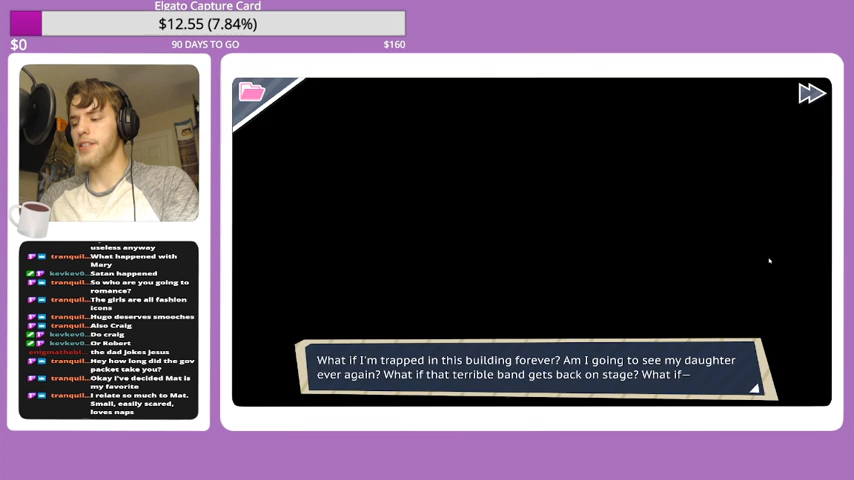 Elgato Capture Card
$12.55 (7.84%)
$0
90 DAYS TO GO
$160
useless anyway
tranquil...What happened with
Mary
kevkev0...Satan happened
tranquil...So who are you going to
romance?
tranquil...The girls are all fashion
icons
tranquil...Hugo deserves smooches
tranquil...Also Craig
kevkev0...Do craig
kevkev0...Or Robert
enigmathebl...the dad jokes jesus
tranquil...Hey how long did the gov
packet take you?
tranquil...Okay I've decided Mat is
my favorite
tranquil...I relate so much to Mat.
Small, easily scared,
loves naps
What if I'm trapped in this building forever? Am I going to see my daughter
ever again? What if that terrible band gets back on stage? What if—